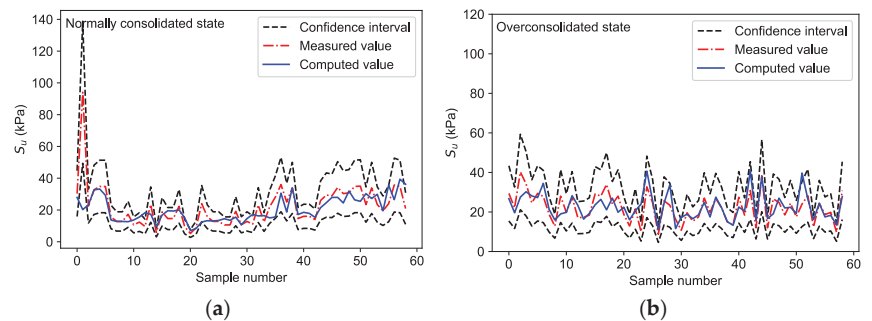 Normally consolidated state
Confidence interval
Measured value
Computed value
140
120
100
80
60
40
20
0
S_u (kPa)
0 10 20 30 40 50 60
Sample number
(a)
Overconsolidated state
Confidence interval
Measured value
Computed value
120
100
80
60
40
20
0
S_u (kPa)
0 10 20 30 40 50 60
Sample number
(b)